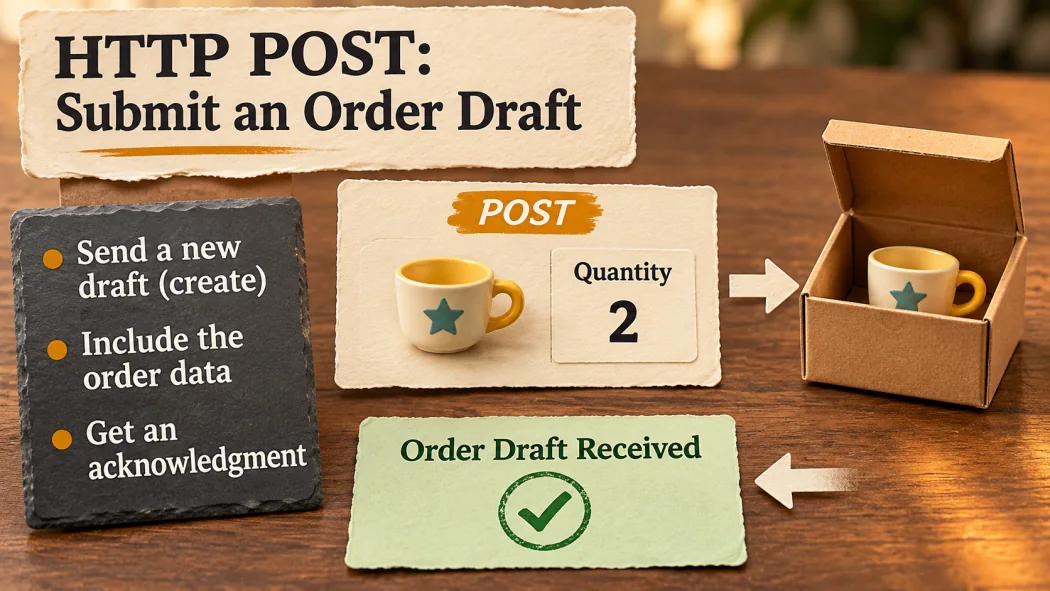 HTTP POST:
Submit an Order Draft
Send a new
draft (create)
Include the
order data
Get an
acknowledgment
POST
Quantity
2
Order Draft Received